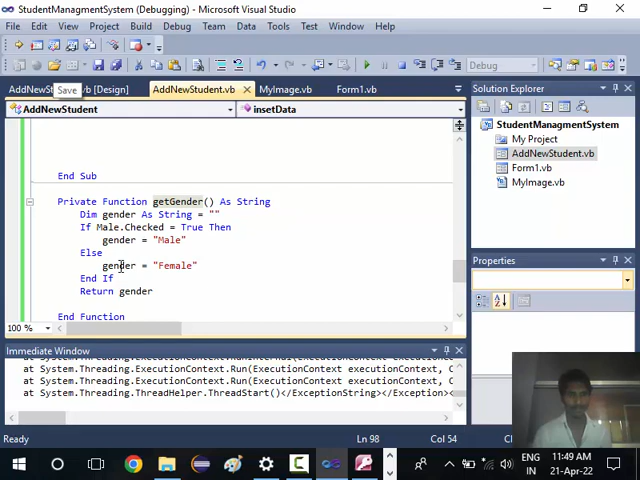 StudentManagmentSystem (Debugging) - Microsoft Visual Studio
File Edit View Project Build Debug Team Data Tools Test Window Help
Debug
AddNewSt b [Design] AddNewStudent.vb MyImage.vb Form1.vb
Save
AddNewStudent insetData
End Sub
Private Function getGender() As String
Dim gender As String = ""
If Male.Checked = True Then
gender = "Male"
Else
gender = "Female"
End If
Return gender
End Function
100 %
Solution Explorer
StudentManagmentSystem
My Project
AddNewStudent.vb
Form1.vb
MyImage.vb
Properties
Immediate Window
at System.Threading.ExecutionContext.Run(ExecutionContext executionContext, C
at System.Threading.ExecutionContext.Run(ExecutionContext executionContext, C
at System.Threading.ThreadHelper.ThreadStart()</ExceptionString></Exception><
Ready Ln 98 Col 54
ENG 11:49 AM
IN 21-Apr-22